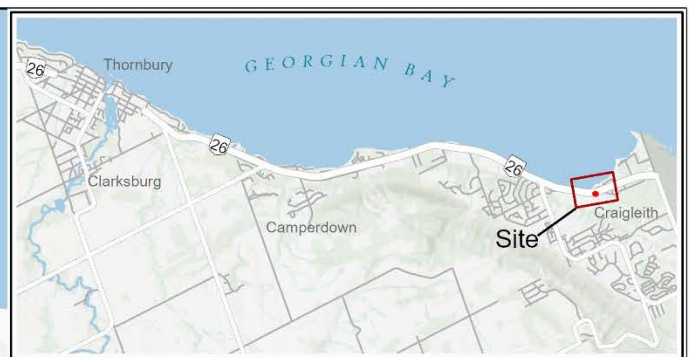 Thornbury
GEORGIAN BAY
26
26
26
Clarksburg
Camperdown
Craigleith
Site